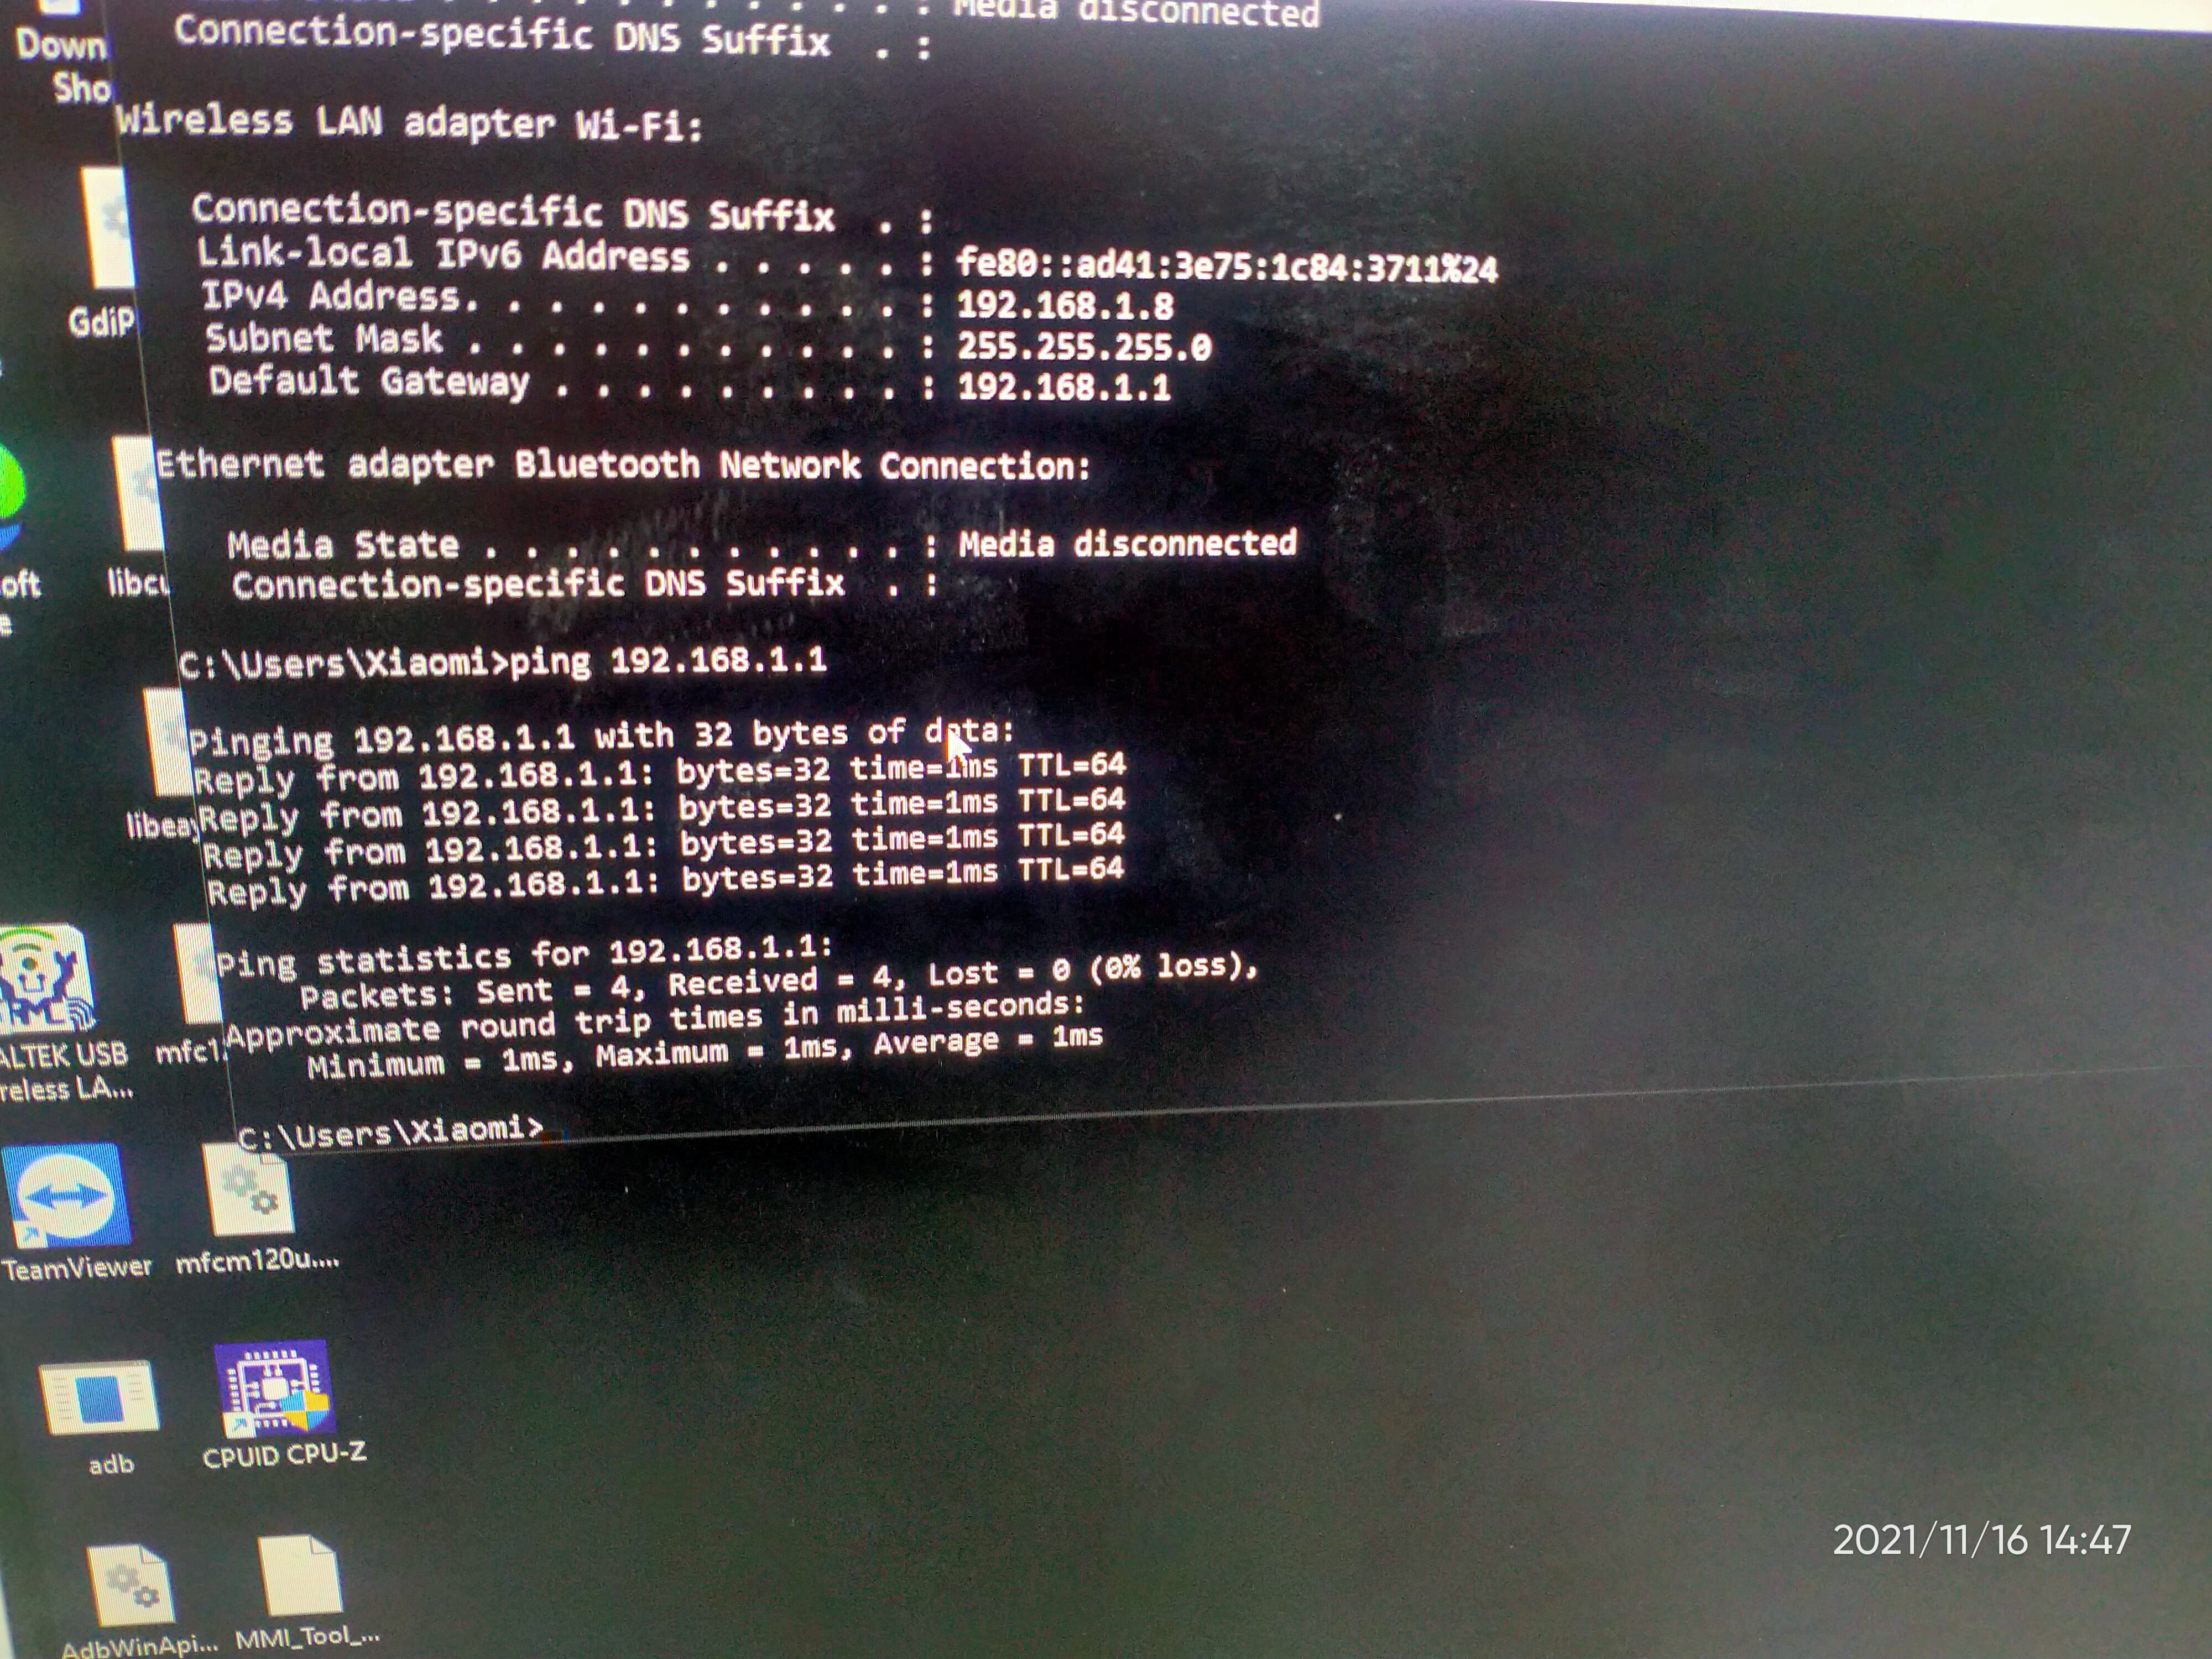 Media disconnected
Connection-specific DNS Suffix . :
Wireless LAN adapter Wi-Fi:
Connection-specific DNS Suffix . :
Link-local IPv6 Address . . . . . : fe80::ad41:3e75:1c84:3711%24
IPv4 Address. . . . . . . . . . . : 192.168.1.8
Subnet Mask . . . . . . . . . . . : 255.255.255.0
Default Gateway . . . . . . . . . : 192.168.1.1
Ethernet adapter Bluetooth Network Connection:
Media State . . . . . . . . . . . : Media disconnected
Connection-specific DNS Suffix . :
C:\Users\Xiaomi>ping 192.168.1.1
Pinging 192.168.1.1 with 32 bytes of data:
Reply from 192.168.1.1: bytes=32 time=1ms TTL=64
Reply from 192.168.1.1: bytes=32 time=1ms TTL=64
Reply from 192.168.1.1: bytes=32 time=1ms TTL=64
Reply from 192.168.1.1: bytes=32 time=1ms TTL=64
Ping statistics for 192.168.1.1:
Packets: Sent = 4, Received = 4, Lost = 0 (0% loss),
Approximate round trip times in milli-seconds:
Minimum = 1ms, Maximum = 1ms, Average = 1ms
C:\Users\Xiaomi>
Down
Sho
GdiP
oft
e
libcu
libeay
ALTEK USB
reless LA...
mfc1
TeamViewer
mfcm120u....
adb
CPUID CPU-Z
AdbWinApi...
MMI_Tool_...
2021/11/16 14:47